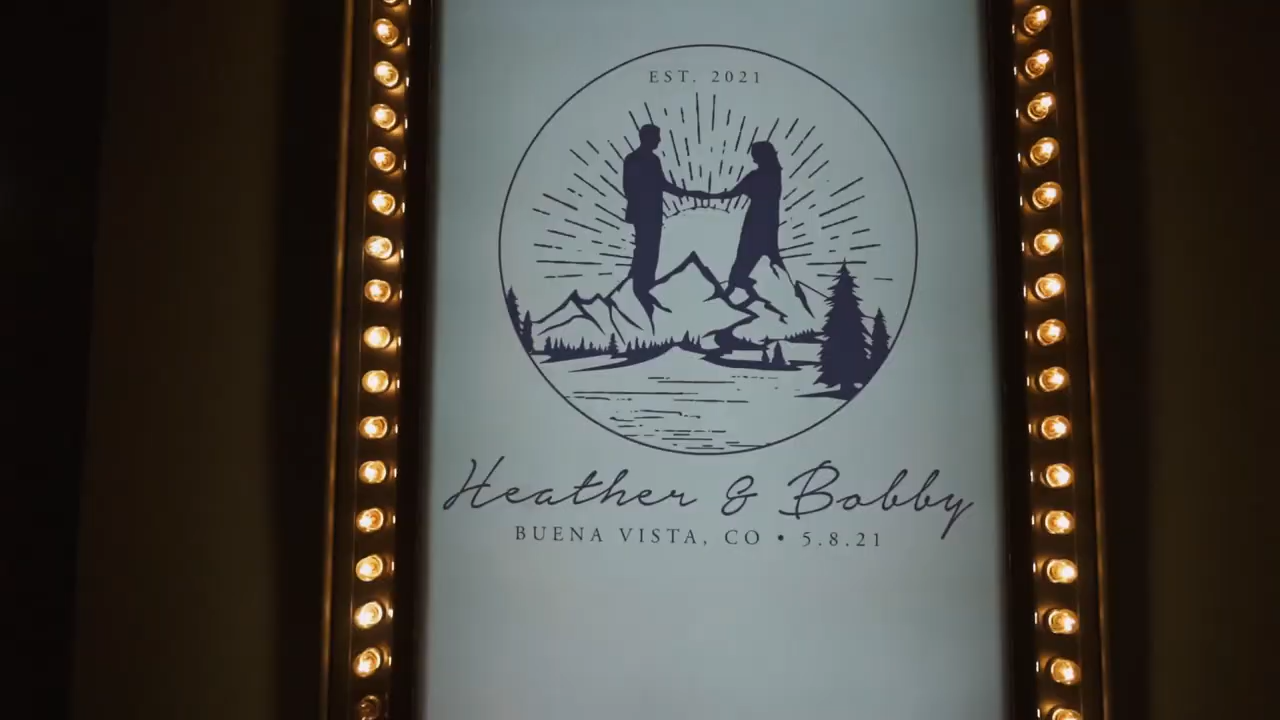 EST. 2021
Heather & Bobby
BUENA VISTA, CO • 5.8.21